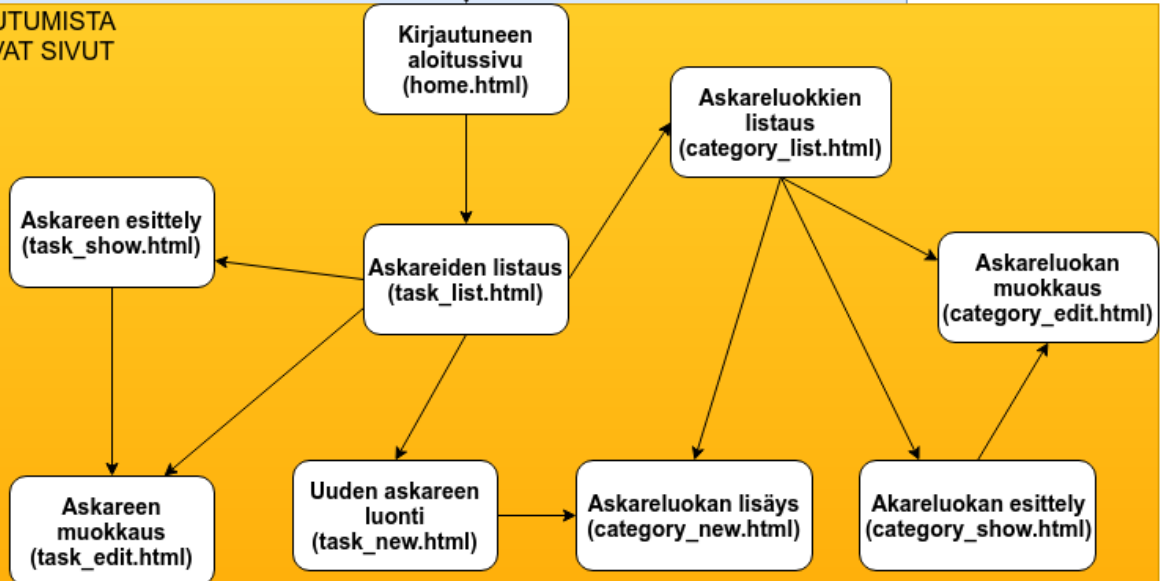 UTUMISTA
VAT SIVUT
Kirjautuneen
aloitussivu
(home.html)
Askareluokkien
listaus
(category_list.html)
Askareen esittely
(task_show.html)
Askareiden listaus
(task_list.html)
Askareluokan
muokkaus
(category_edit.html)
Askareen
muokkaus
(task_edit.html)
Uuden askareen
luonti
(task_new.html)
Askareluokan lisäys
(category_new.html)
Akareluokan esittely
(category_show.html)